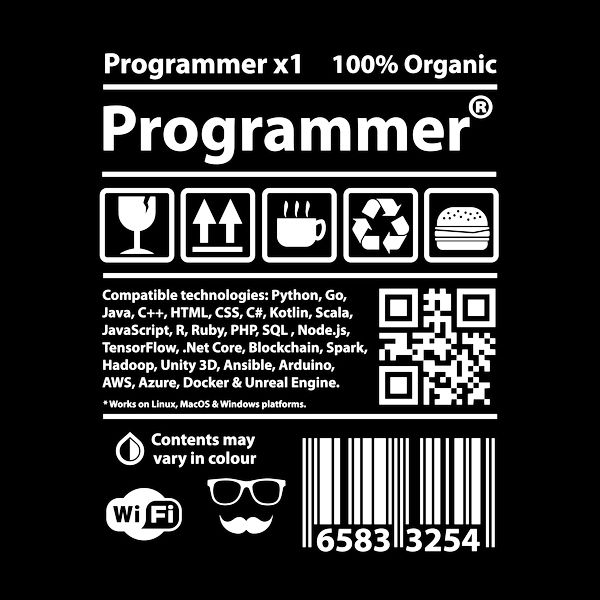 Programmer x1 100% Organic
Programmer®
Compatible technologies: Python, Go,
Java, C++, HTML, CSS, C#, Kotlin, Scala,
JavaScript, R, Ruby, PHP, SQL , Node.js,
TensorFlow, .Net Core, Blockchain, Spark,
Hadoop, Unity 3D, Ansible, Arduino,
AWS, Azure, Docker & Unreal Engine.
* Works on Linux, MacOS & Windows platforms.
Contents may
vary in colour
Wi Fi
6583 3254